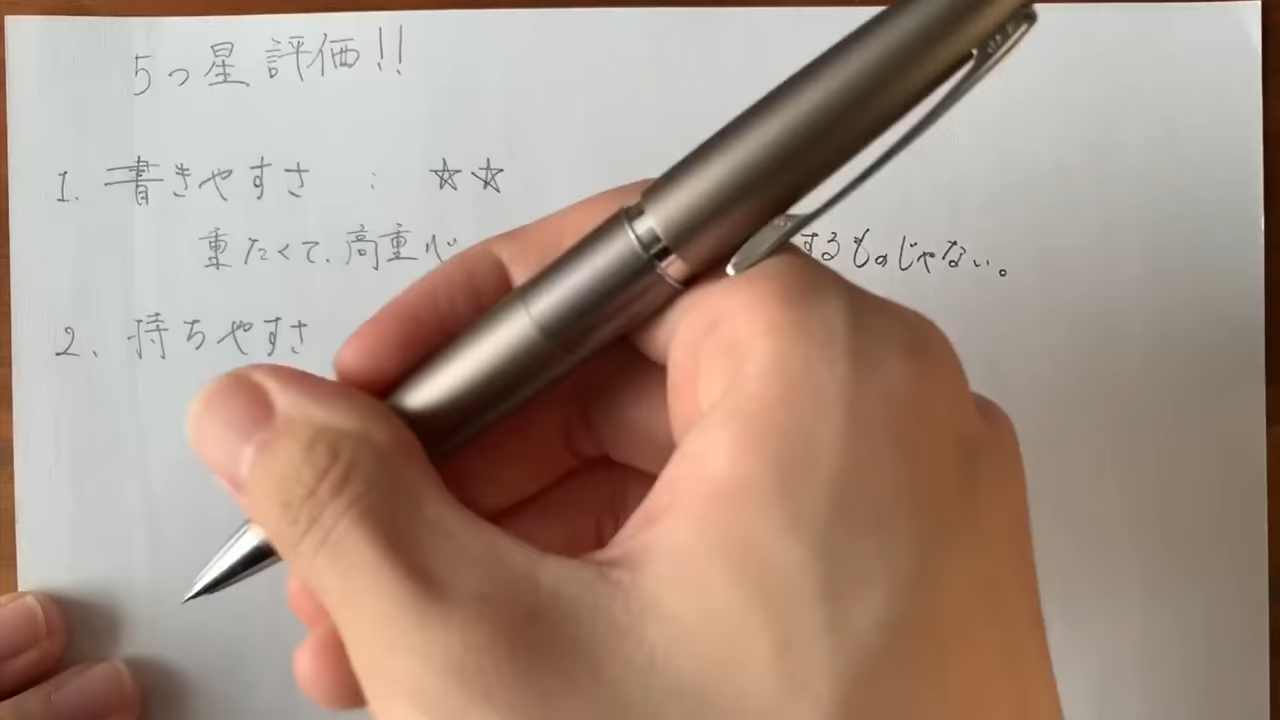 5つ星評価!!
1. 書きやすさ : ☆☆
重たくて、高重心 するものじゃない。
2. 持ちやすさ